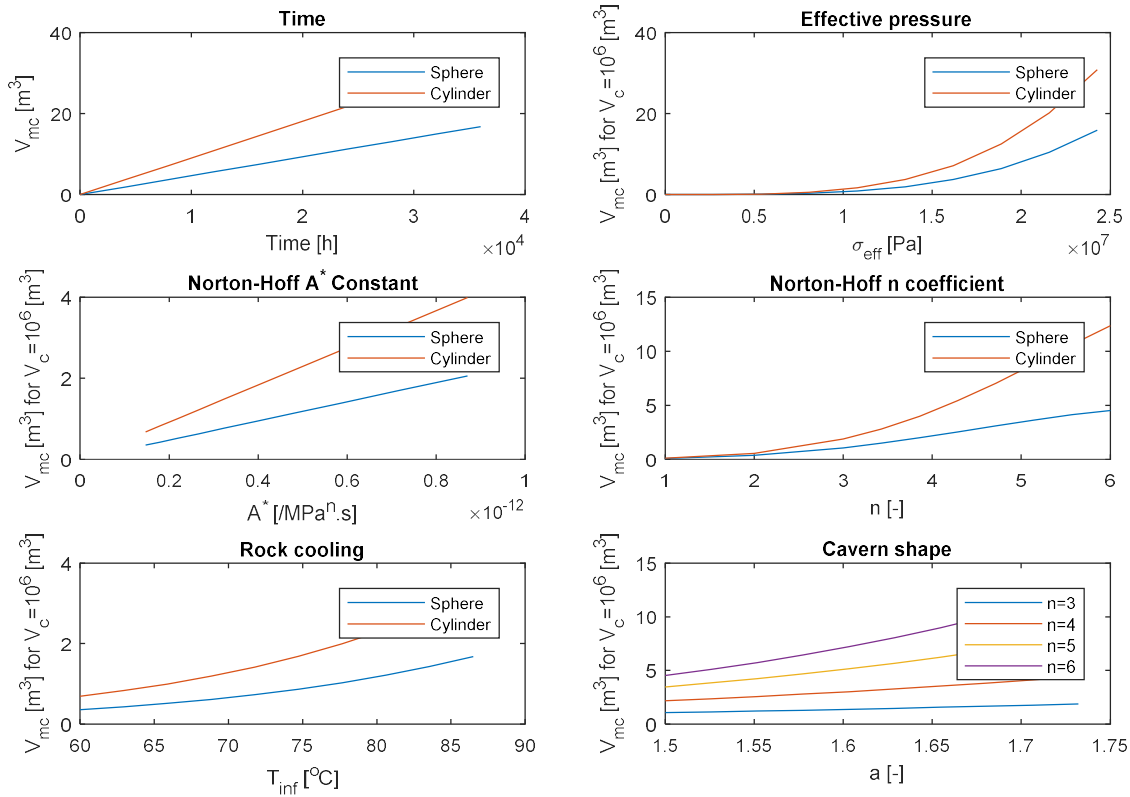 Time
V_mc [m^3]
40
20
0
Sphere
Cylinder
0 1 2 3 4
Time [h]
×10^4
Effective pressure
V_mc [m^3] for V_c=10^6 [m^3]
40
20
0
Sphere
Cylinder
0 0.5 1 1.5 2 2.5
σ_eff [Pa]
×10^7
Norton-Hoff A^* Constant
V_mc [m^3] for V_c=10^6 [m^3]
4
2
0
Sphere
Cylinder
0 0.2 0.4 0.6 0.8 1
A^* [/MPa^n.s]
×10^-12
Norton-Hoff n coefficient
V_mc [m^3] for V_c=10^6 [m^3]
15
10
5
0
Sphere
Cylinder
1 2 3 4 5 6
n [-]
Rock cooling
V_mc [m^3] for V_c=10^6 [m^3]
4
2
0
Sphere
Cylinder
60 65 70 75 80 85 90
T_inf [°C]
Cavern shape
V_mc [m^3] for V_c=10^6 [m^3]
15
10
5
0
n=3
n=4
n=5
n=6
1.5 1.55 1.6 1.65 1.7 1.75
a [-]